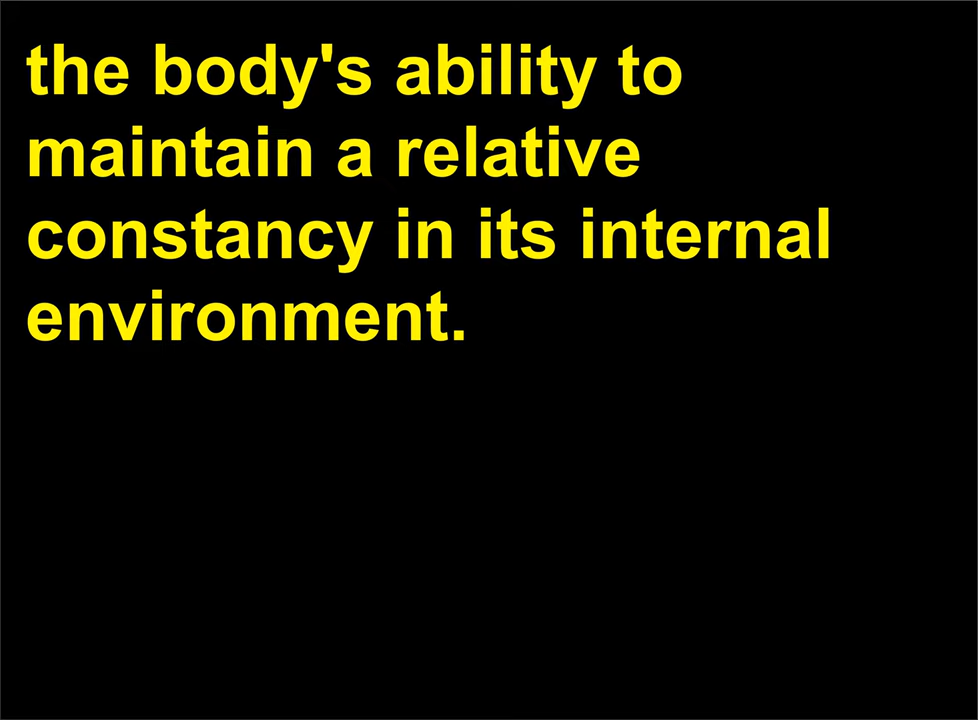 the body's ability to
maintain a relative
constancy in its internal
environment.